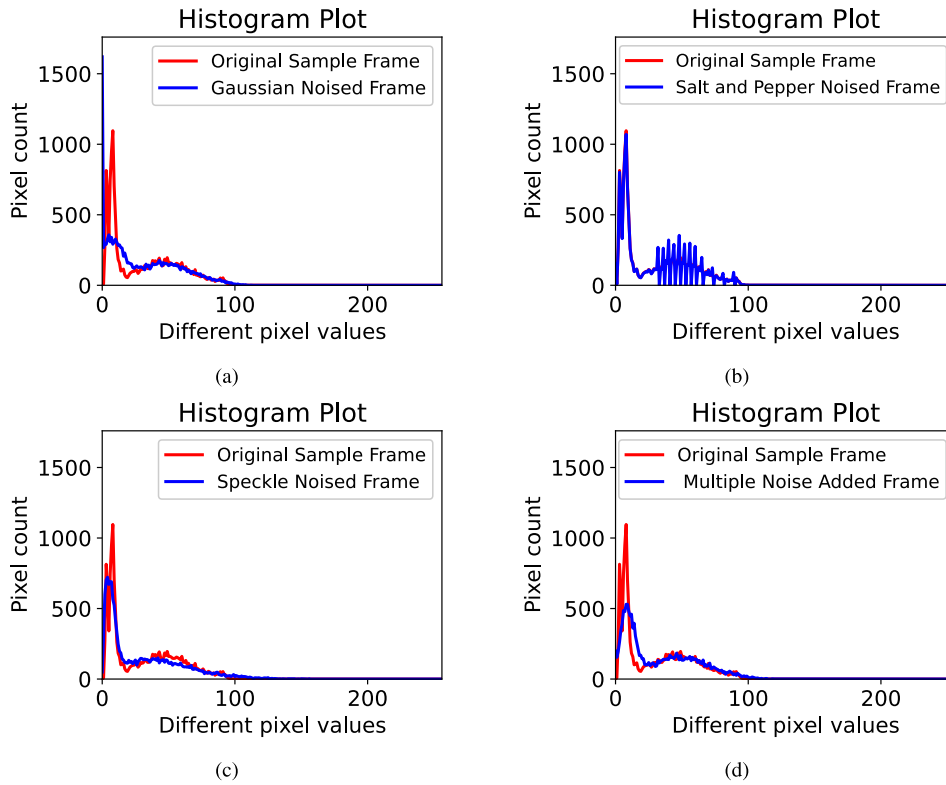 Histogram Plot
Original Sample Frame
Gaussian Noised Frame
Pixel count
1500
1000
500
0
0 100 200
Different pixel values
(a)
Histogram Plot
Original Sample Frame
Salt and Pepper Noised Frame
Pixel count
1500
1000
500
0
0 100 200
Different pixel values
(b)
Histogram Plot
Original Sample Frame
Speckle Noised Frame
Pixel count
1500
1000
500
0
0 100 200
Different pixel values
(c)
Histogram Plot
Original Sample Frame
Multiple Noise Added Frame
Pixel count
1500
1000
500
0
0 100 200
Different pixel values
(d)